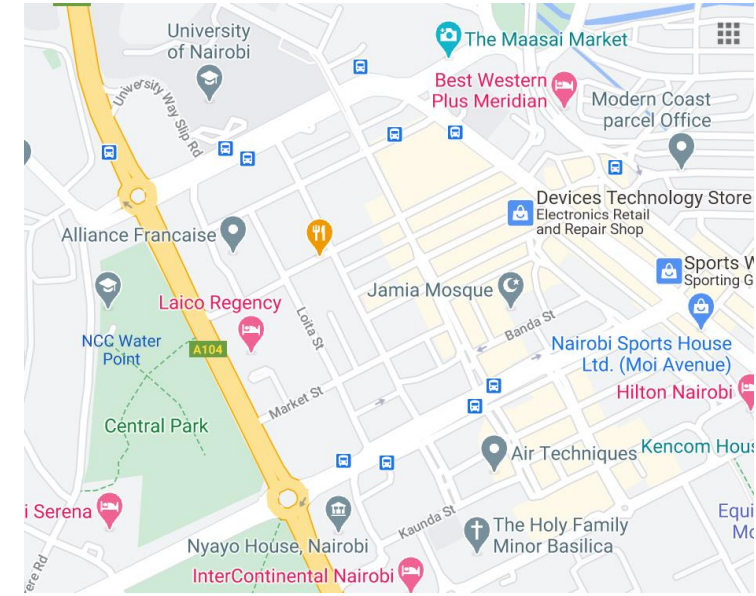 University
of Nairobi
The Maasai Market
Best Western
Plus Meridian
Modern Coast
parcel Office
University Way Slip Rd
Devices Technology Store
Electronics Retail
and Repair Shop
Alliance Francaise
Sports
Sporting G
Jamia Mosque
Laico Regency
Loita St
Banda St
NCC Water
Point
A104
Nairobi Sports House
Ltd. (Moi Avenue)
Hilton Nairobi
Market St
Central Park
Air Techniques
Kencom Hous
i Serena
Equi
Kaunda St
The Holy Family
Minor Basilica
Nyayo House, Nairobi
InterContinental Nairobi
ere Rd